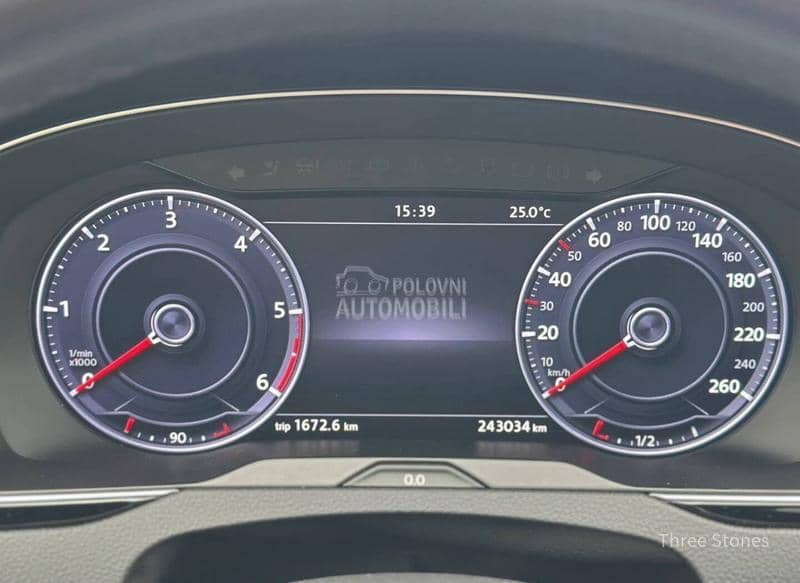 15:39 25.0°c
1/min
x1000
0 1 2 3 4 5 6
90
POLOVNI
AUTOMOBILI
km/h
0 10 20 30 40 50 60 80 100 120 140 160 180 200 220 240 260
1/2
trip 1672.6 km 243034 km
0.0
Three Stones